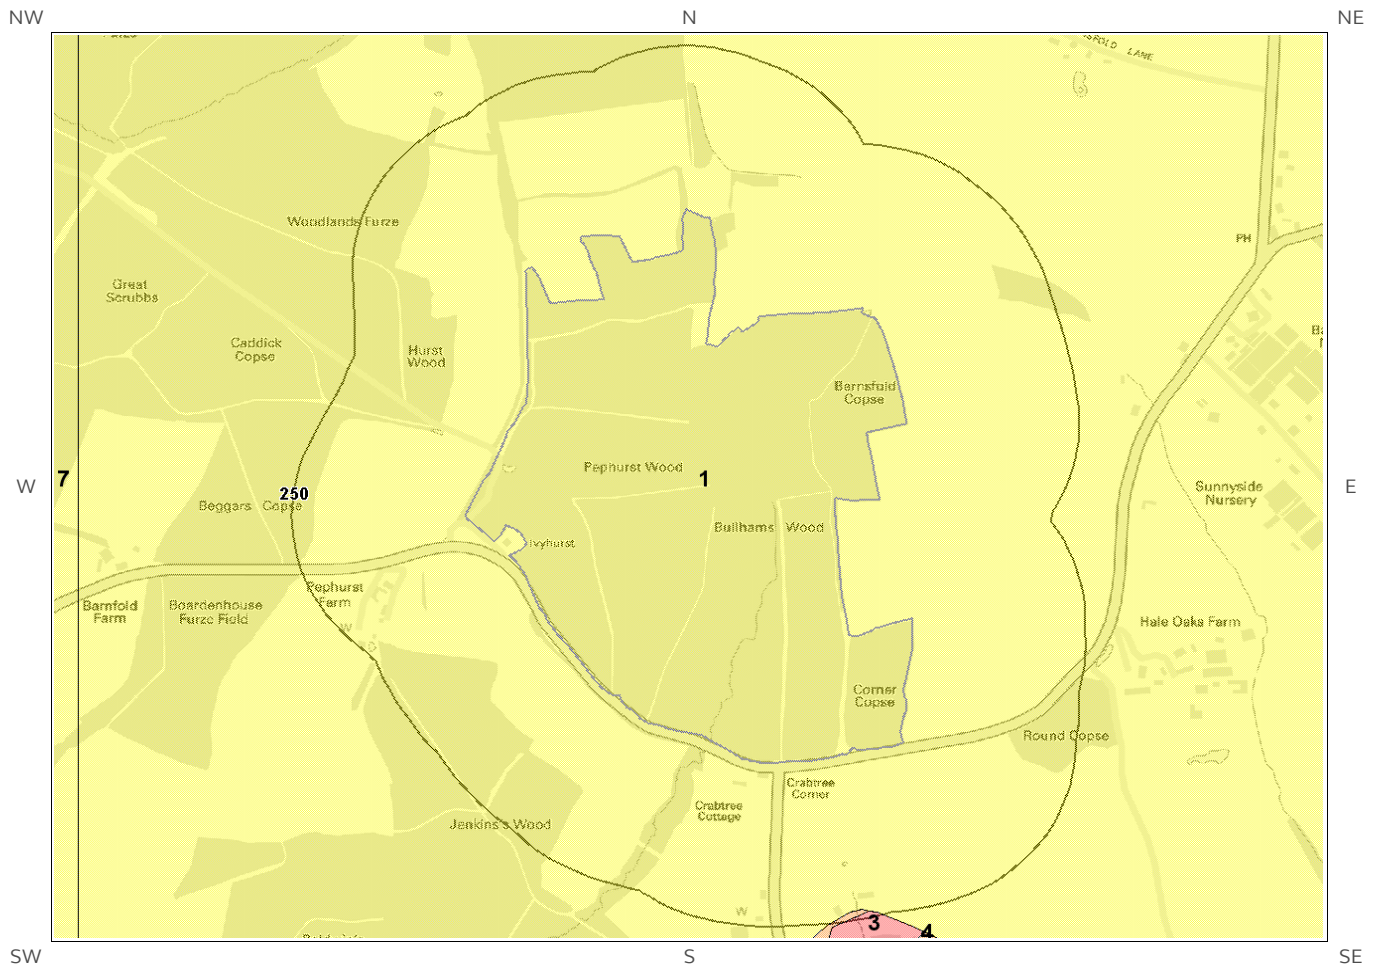 NW
N
NE
SFOLD LANE
Woodlands Furze
PH
Great
Scrubbs
Caddick
Copse
Hurst
Wood
Barnsfold
Copse
Pephurst Wood
1
7
W
E
250
Beggars Copse
Sunnyside
Nursery
Bullhams Wood
Ivyhurst
Pephurst
Farm
Barnfold
Farm
Boardenhouse
Furze Field
W
Hale Oaks Farm
Corner
Copse
Round Copse
Crabtree
Corner
Crabtree
Cottage
Jenkins's Wood
W
3
4
SW
S
SE